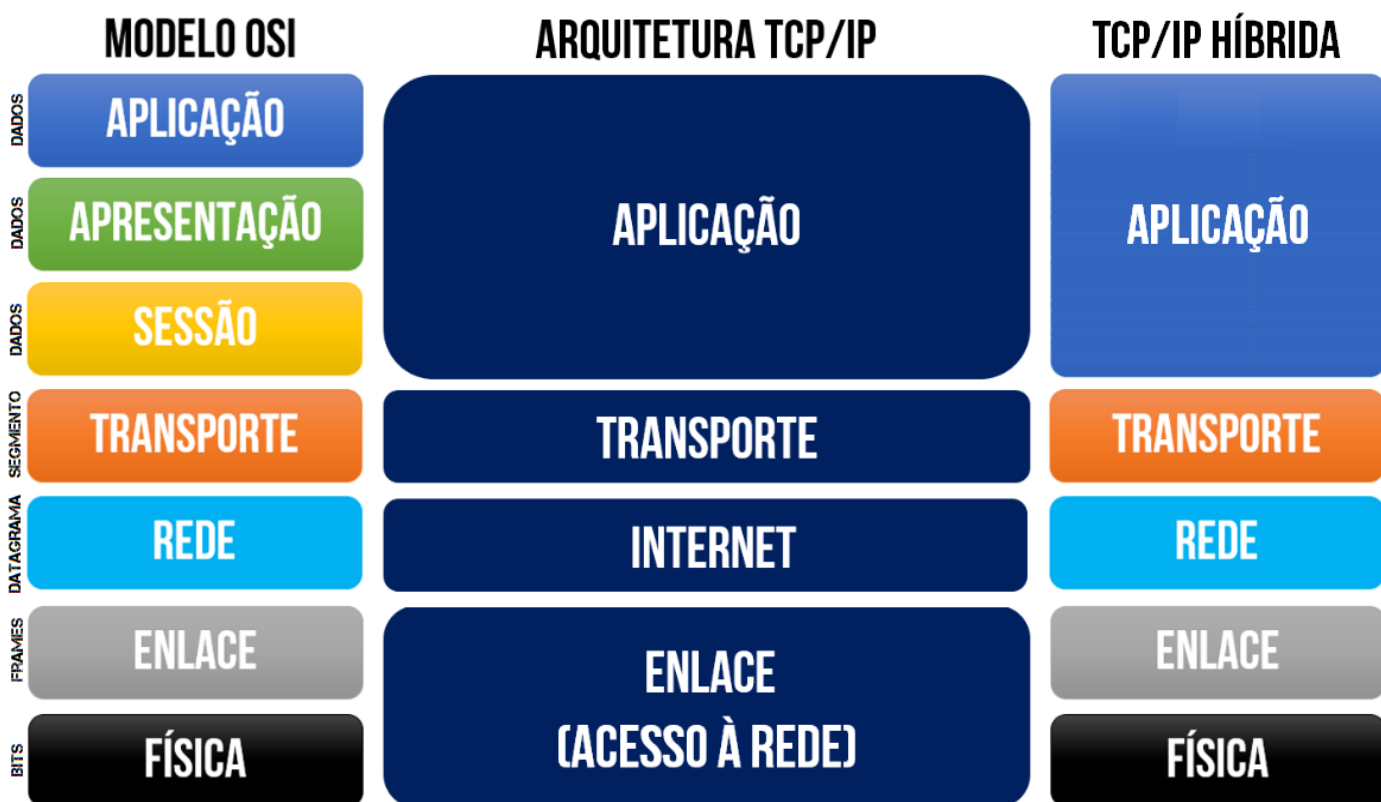 MODELO OSI
ARQUITETURA TCP/IP
TCP/IP HÍBRIDA
DADOS
APLICAÇÃO
DADOS
APRESENTAÇÃO
DADOS
SESSÃO
SEGMENTO
TRANSPORTE
DATAGRAMA
REDE
FRAMES
ENLACE
BITS
FÍSICA
APLICAÇÃO
TRANSPORTE
INTERNET
ENLACE
(ACESSO À REDE)
APLICAÇÃO
TRANSPORTE
REDE
ENLACE
FÍSICA